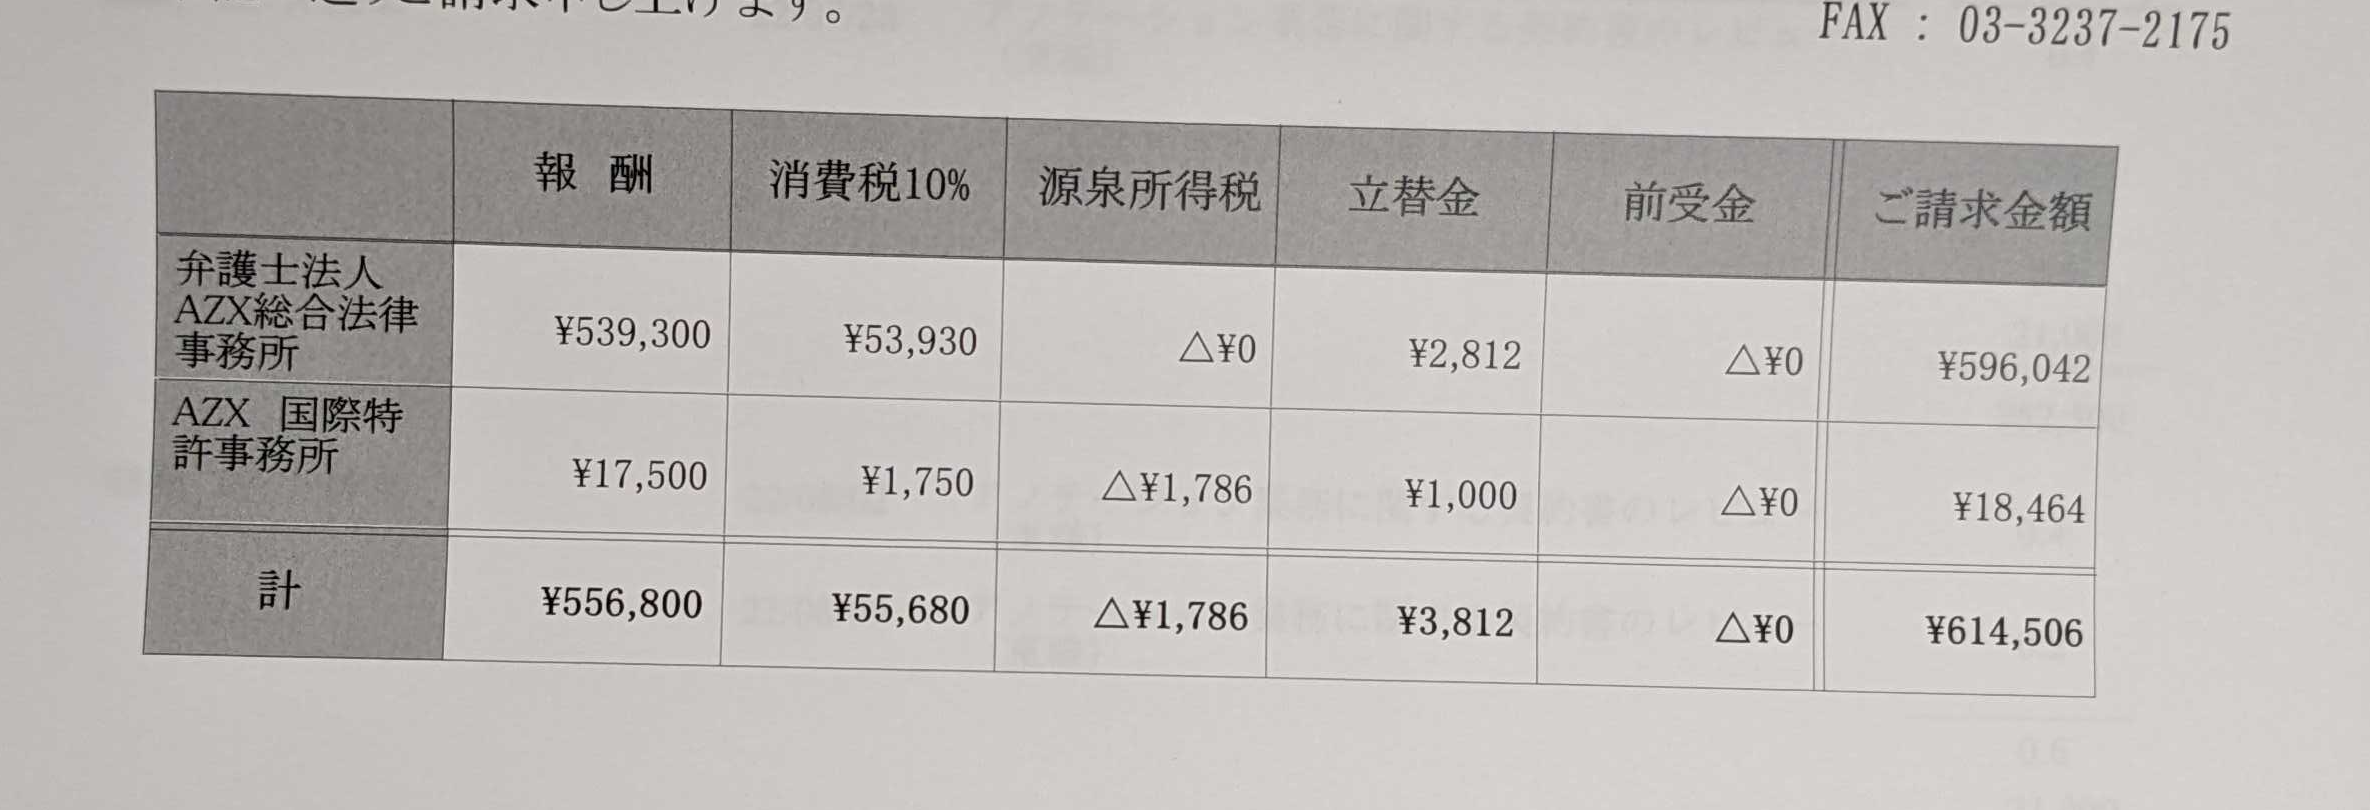 ご請求申し上げます。
FAX : 03-3237-2175
報 酬 消費税10% 源泉所得税 立替金 前受金 ご請求金額
弁護士法人
AZX総合法律
事務所
¥539,300 ¥53,930 △¥0 ¥2,812 △¥0 ¥596,042
AZX 国際特
許事務所
¥17,500 ¥1,750 △¥1,786 ¥1,000 △¥0 ¥18,464
計 ¥556,800 ¥55,680 △¥1,786 ¥3,812 △¥0 ¥614,506